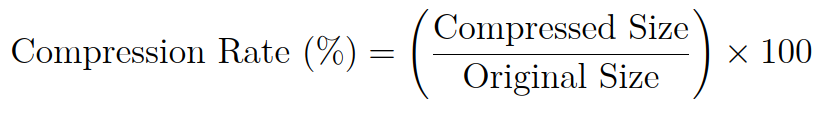 Compression Rate (%) = (Compressed Size / Original Size) × 100